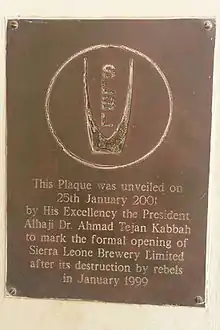 This Plaque was unveiled on
25th January 2001
by His Excellency the President
Alhaji Dr. Ahmad Tejan Kabbah
to mark the formal opening of
Sierra Leone Brewery Limited
after its destruction by rebels
in January 1999